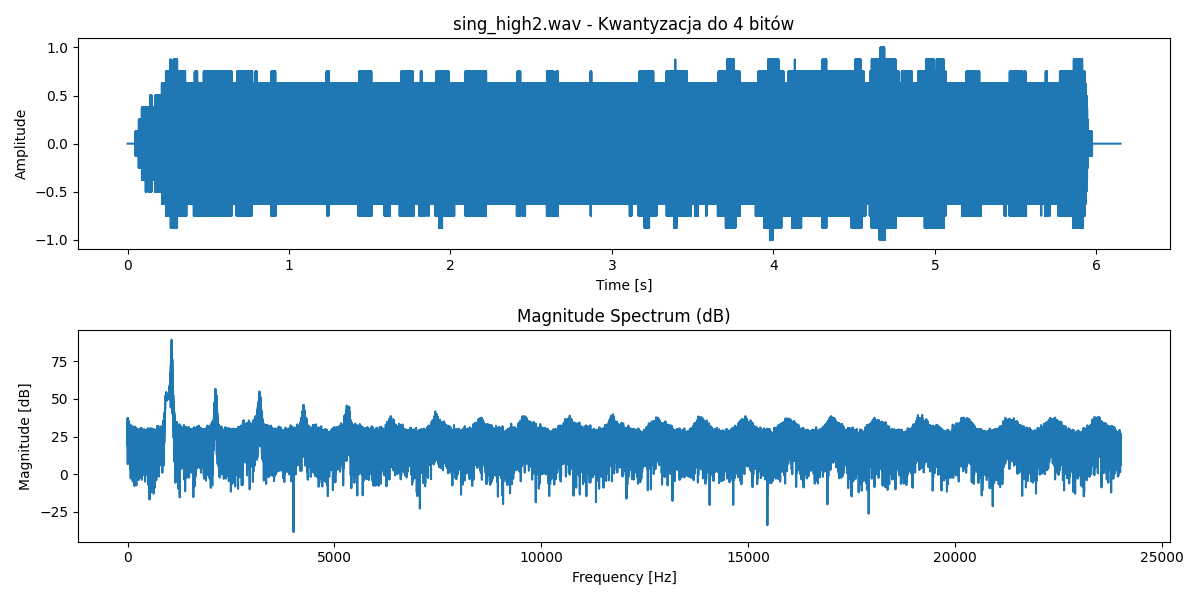 sing_high2.wav - Kwantyzacja do 4 bitów
1.0
0.5
0.0
−0.5
−1.0
Amplitude
0 1 2 3 4 5 6
Time [s]
Magnitude Spectrum (dB)
75
50
25
0
−25
Magnitude [dB]
0 5000 10000 15000 20000 25000
Frequency [Hz]